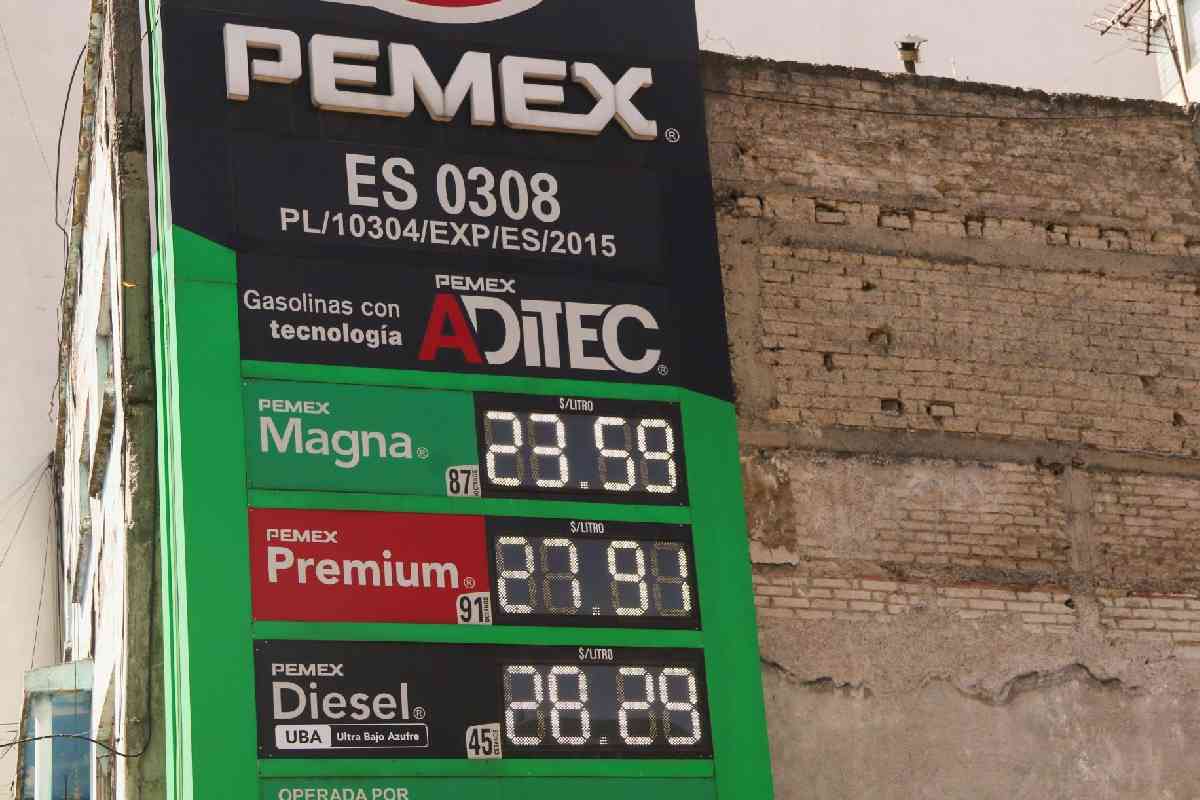 PEMEX®
ES 0308
PL/10304/EXP/ES/2015
Gasolinas con
tecnología
PEMEX
ADiTEC®
PEMEX
Magna®
87
$/LITRO
23.59
PEMEX
Premium®
91
$/LITRO
27.91
PEMEX
Diesel®
UBA Ultra Bajo Azufre
45
$/LITRO
28.29
OPERADA POR